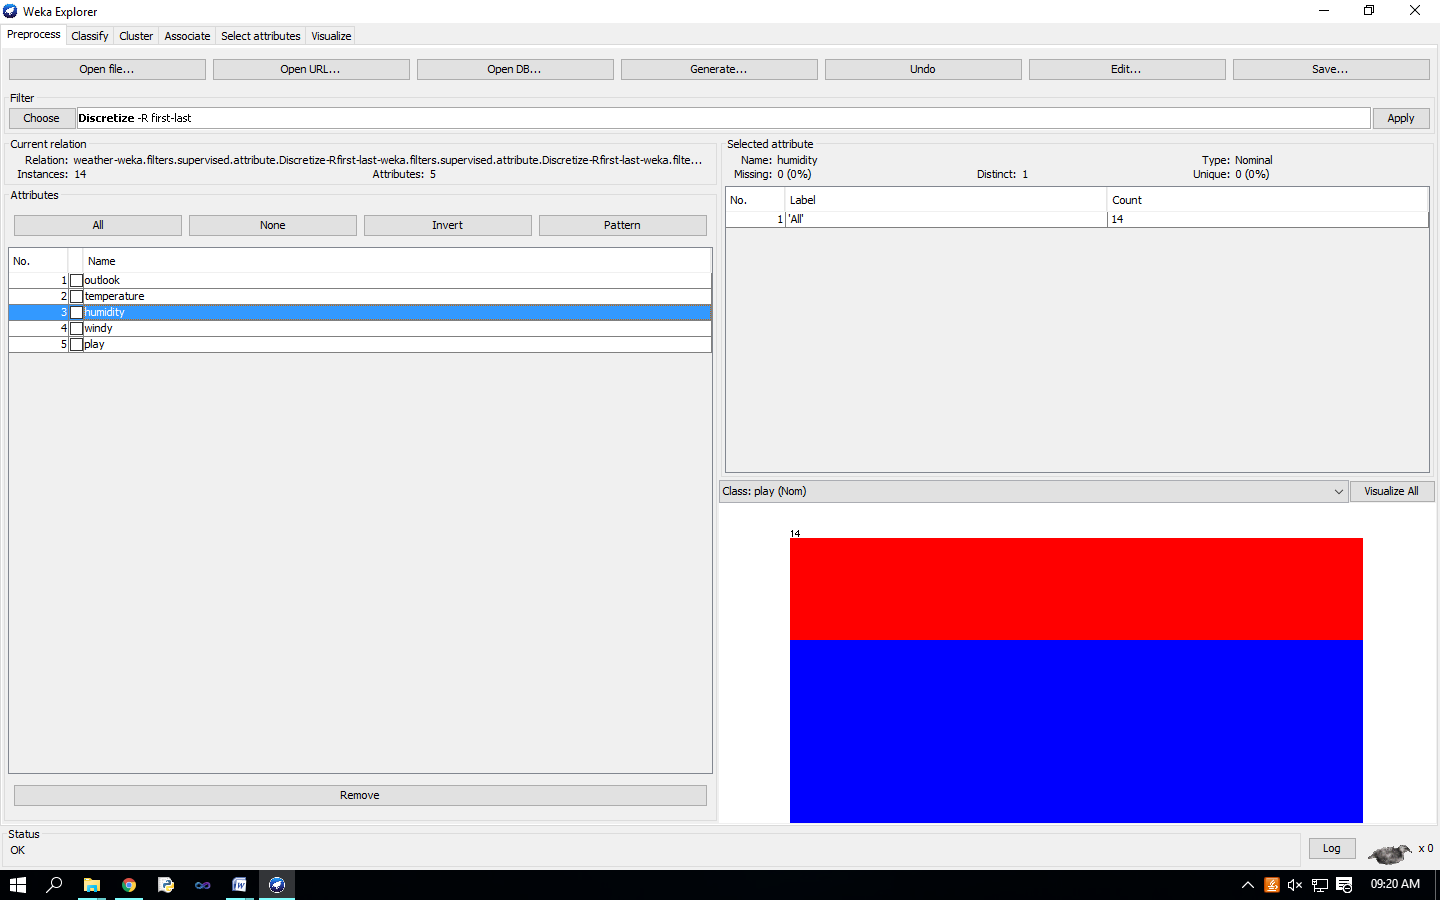 Weka Explorer
Preprocess Classify Cluster Associate Select attributes Visualize
Open file... Open URL... Open DB... Generate... Undo Edit... Save...
Filter
Choose Discretize -R first-last Apply
Current relation
Relation: weather-weka.filters.supervised.attribute.Discretize-Rfirst-last-weka.filters.supervised.attribute.Discretize-Rfirst-last-weka.filte...
Instances: 14 Attributes: 5
Attributes
All None Invert Pattern
No. Name
1 outlook
2 temperature
3 humidity
4 windy
5 play
Remove
Selected attribute
Name: humidity Type: Nominal
Missing: 0 (0%) Distinct: 1 Unique: 0 (0%)
No. Label Count
1 'All' 14
Class: play (Nom) Visualize All
14
Status
OK
Log x 0
09:20 AM